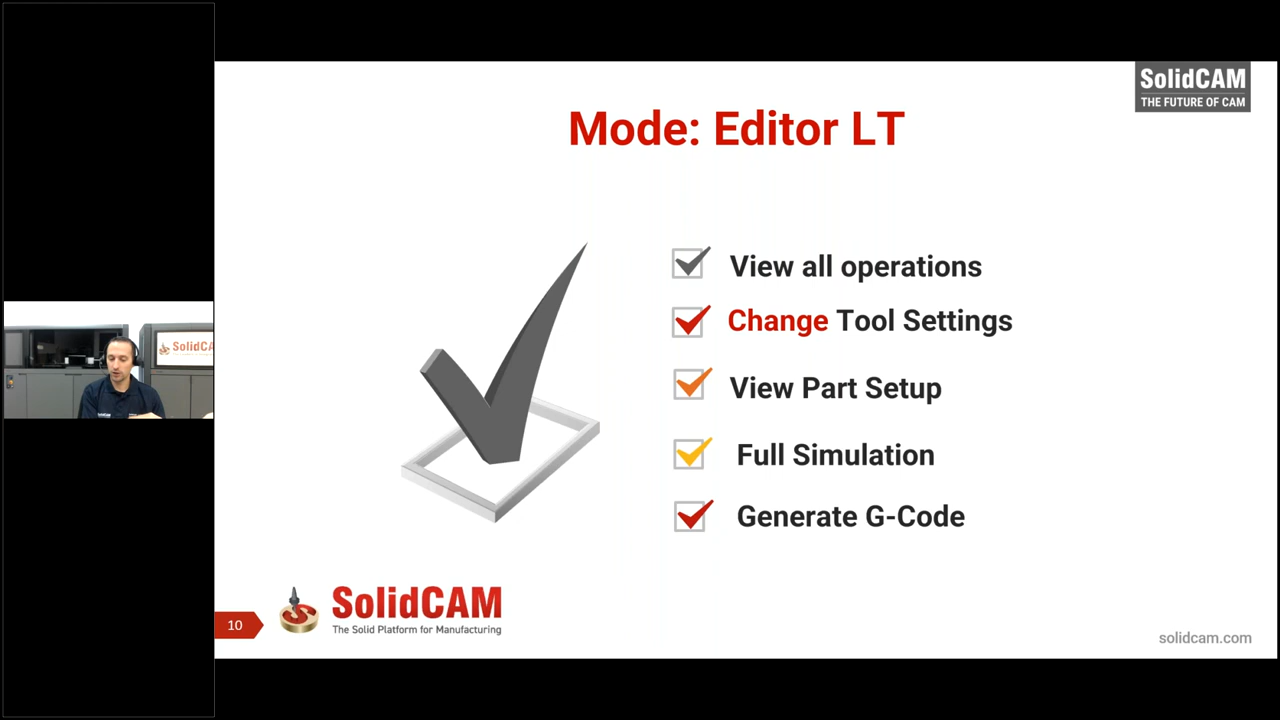 SolidCAM
THE FUTURE OF CAM
Mode: Editor LT
View all operations
Change Tool Settings
View Part Setup
Full Simulation
Generate G-Code
SolidCA
SolidCAM
The Solid Platform for Manufacturing
10
solidcam.com